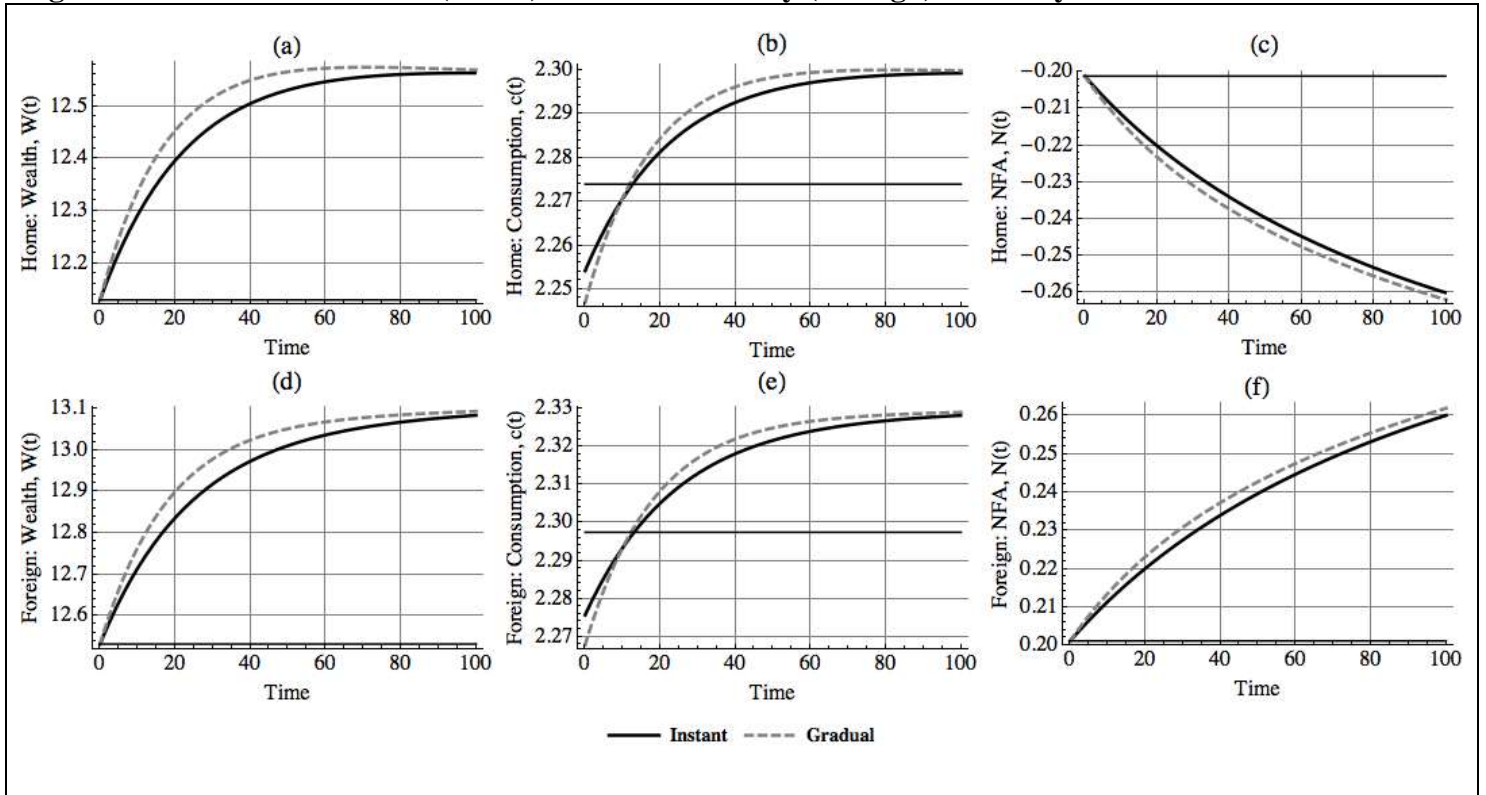 (a)
Home: Wealth, W(t)
12.5
12.4
12.3
12.2
0 20 40 60 80 100
Time
(b)
Home: Consumption, c(t)
2.30
2.29
2.28
2.27
2.26
2.25
0 20 40 60 80 100
Time
(c)
Home: NFA, N(t)
−0.20
−0.21
−0.22
−0.23
−0.24
−0.25
−0.26
0 20 40 60 80 100
Time
(d)
Foreign: Wealth, W(t)
13.1
13.0
12.9
12.8
12.7
12.6
0 20 40 60 80 100
Time
(e)
Foreign: Consumption, c(t)
2.33
2.32
2.31
2.30
2.29
2.28
2.27
0 20 40 60 80 100
Time
(f)
Foreign: NFA, N(t)
0.26
0.25
0.24
0.23
0.22
0.21
0.20
0 20 40 60 80 100
Time
Instant Gradual